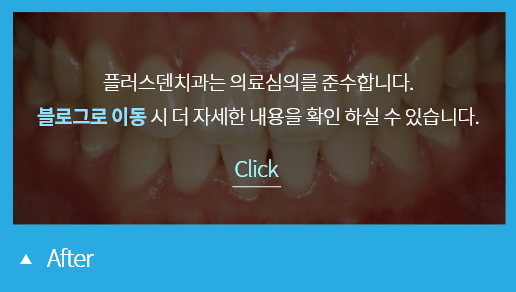 플러스덴치과는 의료심의를 준수합니다.
블로그로 이동 시 더 자세한 내용을 확인 하실 수 있습니다.
Click
▲ After